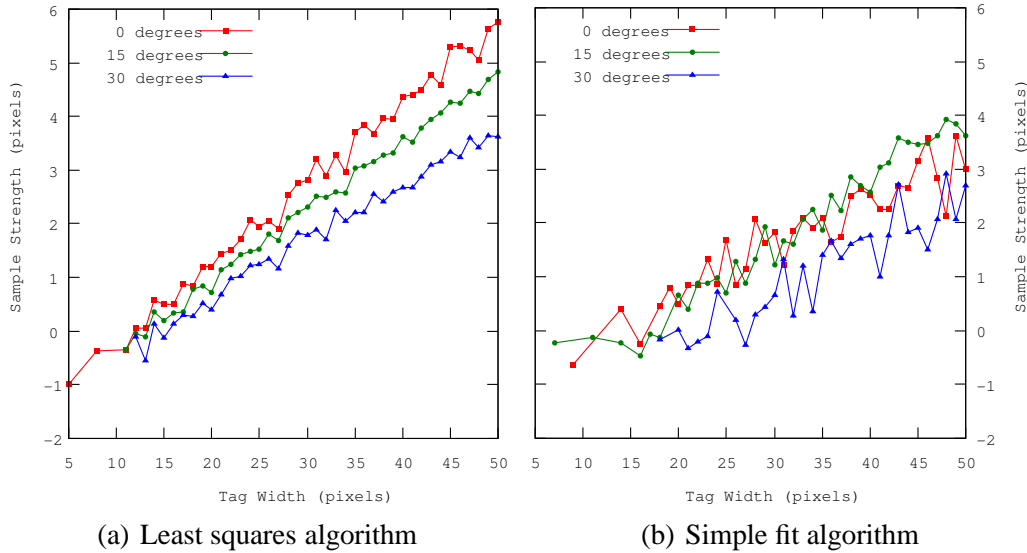 0 degrees
15 degrees
30 degrees
6
5
4
3
2
1
0
-1
-2
Sample Strength (pixels)
5 10 15 20 25 30 35 40 45 50
Tag Width (pixels)
(a) Least squares algorithm
0 degrees
15 degrees
30 degrees
6
5
4
3
2
1
0
-1
-2
Sample Strength (pixels)
5 10 15 20 25 30 35 40 45 50
Tag Width (pixels)
(b) Simple fit algorithm